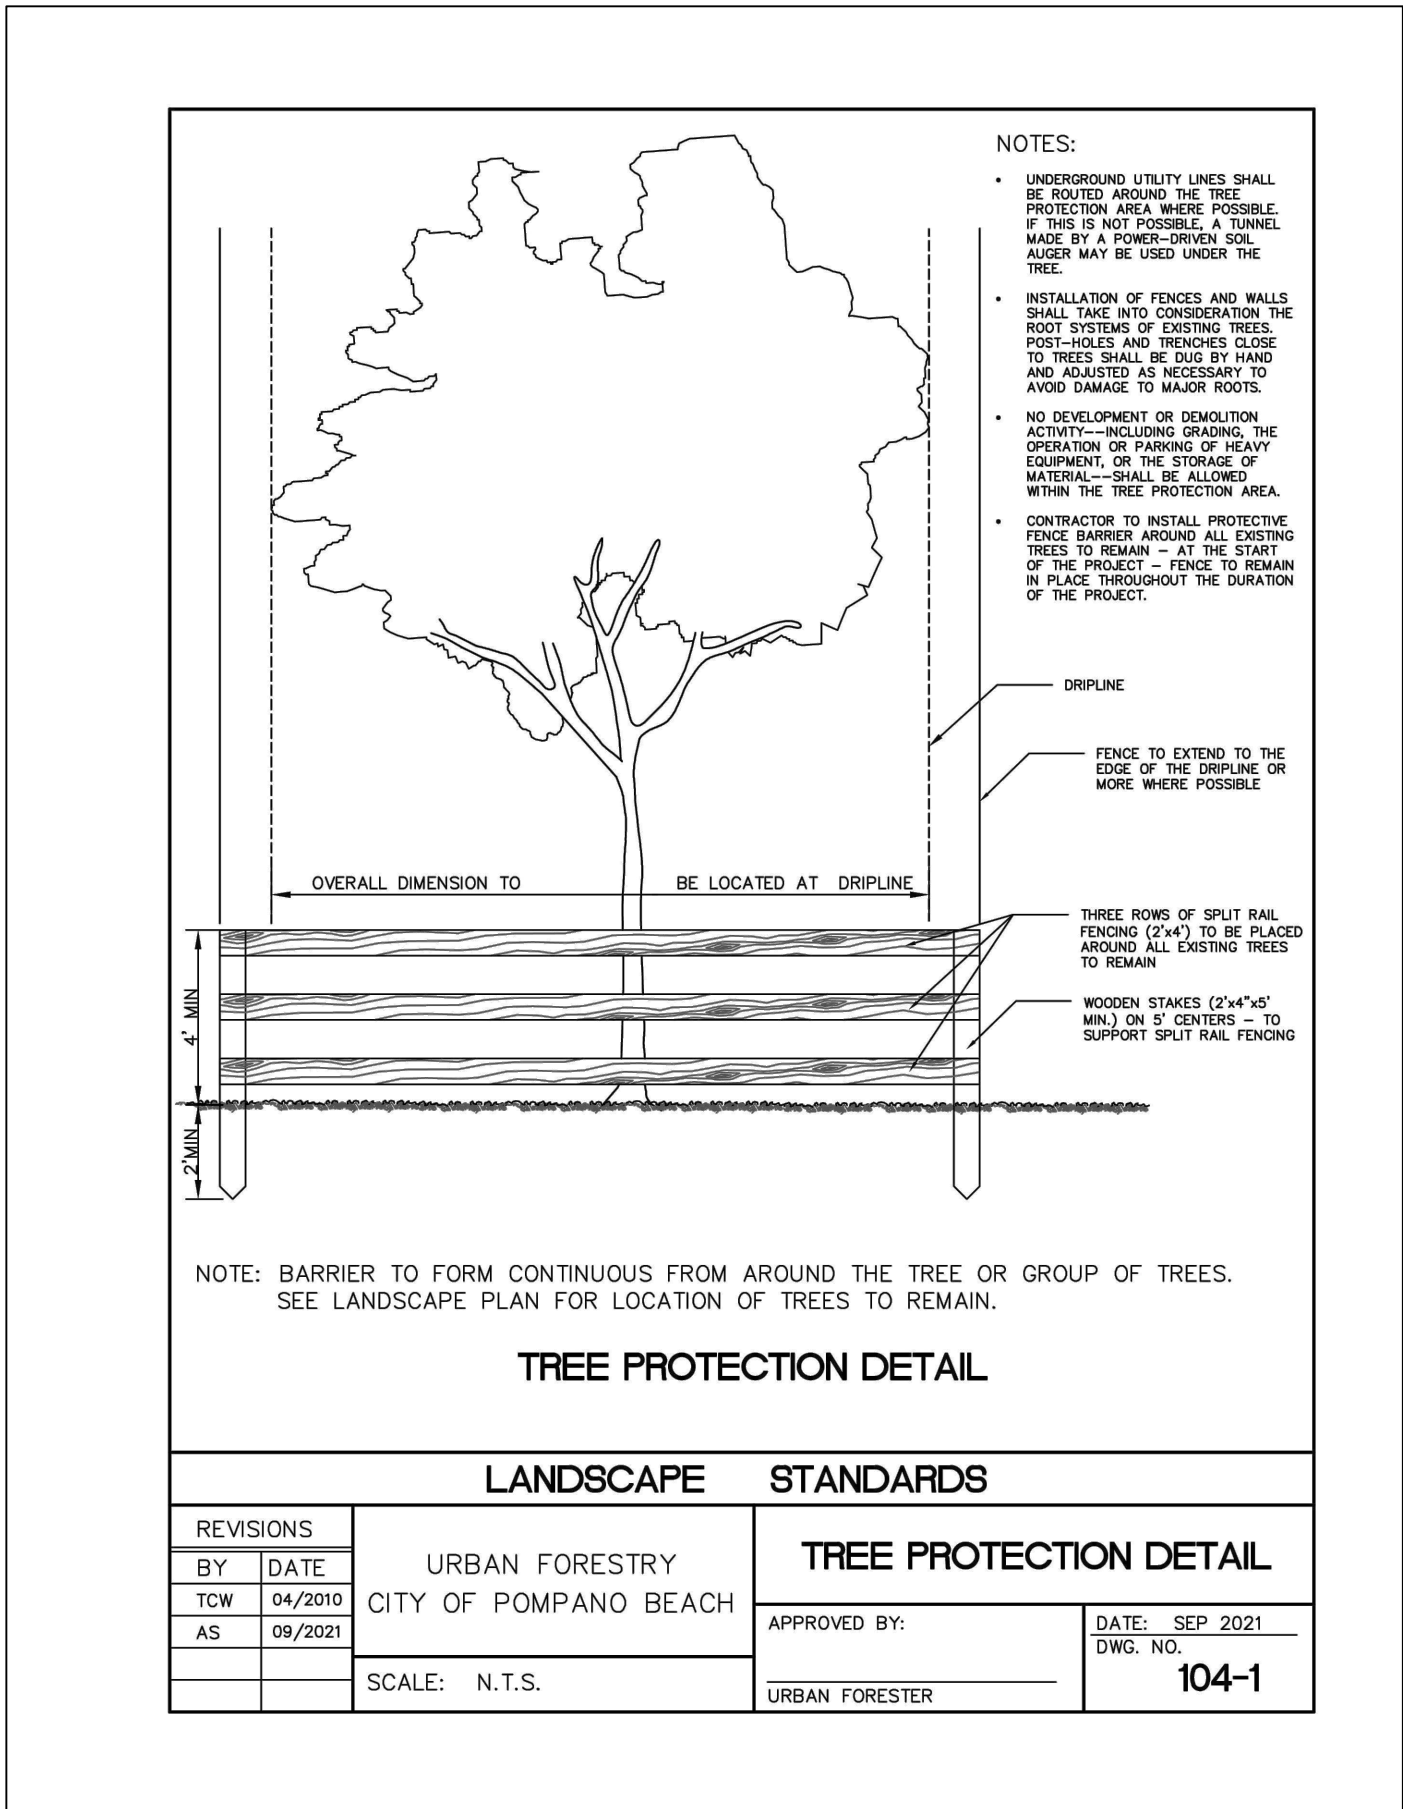 NOTES:
• UNDERGROUND UTILITY LINES SHALL
BE ROUTED AROUND THE TREE
PROTECTION AREA WHERE POSSIBLE.
IF THIS IS NOT POSSIBLE, A TUNNEL
MADE BY A POWER-DRIVEN SOIL
AUGER MAY BE USED UNDER THE
TREE.
• INSTALLATION OF FENCES AND WALLS
SHALL TAKE INTO CONSIDERATION THE
ROOT SYSTEMS OF EXISTING TREES.
POST-HOLES AND TRENCHES CLOSE
TO TREES SHALL BE DUG BY HAND
AND ADJUSTED AS NECESSARY TO
AVOID DAMAGE TO MAJOR ROOTS.
• NO DEVELOPMENT OR DEMOLITION
ACTIVITY--INCLUDING GRADING, THE
OPERATION OR PARKING OF HEAVY
EQUIPMENT, OR THE STORAGE OF
MATERIAL--SHALL BE ALLOWED
WITHIN THE TREE PROTECTION AREA.
• CONTRACTOR TO INSTALL PROTECTIVE
FENCE BARRIER AROUND ALL EXISTING
TREES TO REMAIN – AT THE START
OF THE PROJECT – FENCE TO REMAIN
IN PLACE THROUGHOUT THE DURATION
OF THE PROJECT.
DRIPLINE
FENCE TO EXTEND TO THE
EDGE OF THE DRIPLINE OR
MORE WHERE POSSIBLE
OVERALL DIMENSION TO BE LOCATED AT DRIPLINE
THREE ROWS OF SPLIT RAIL
FENCING (2'x4') TO BE PLACED
AROUND ALL EXISTING TREES
TO REMAIN
WOODEN STAKES (2'x4"x5'
MIN.) ON 5' CENTERS – TO
SUPPORT SPLIT RAIL FENCING
4' MIN
2'MIN
NOTE: BARRIER TO FORM CONTINUOUS FROM AROUND THE TREE OR GROUP OF TREES.
SEE LANDSCAPE PLAN FOR LOCATION OF TREES TO REMAIN.
TREE PROTECTION DETAIL
LANDSCAPE STANDARDS
REVISIONS
BY DATE
TCW 04/2010
AS 09/2021
URBAN FORESTRY
CITY OF POMPANO BEACH
SCALE: N.T.S.
TREE PROTECTION DETAIL
APPROVED BY:
URBAN FORESTER
DATE: SEP 2021
DWG. NO.
104-1